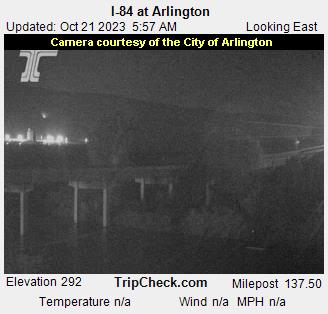 I-84 at Arlington
Updated: Oct 21 2023 5:57 AM Looking East
Camera courtesy of the City of Arlington
Elevation 292 TripCheck.com Milepost 137.50
Temperature n/a Wind n/a MPH n/a